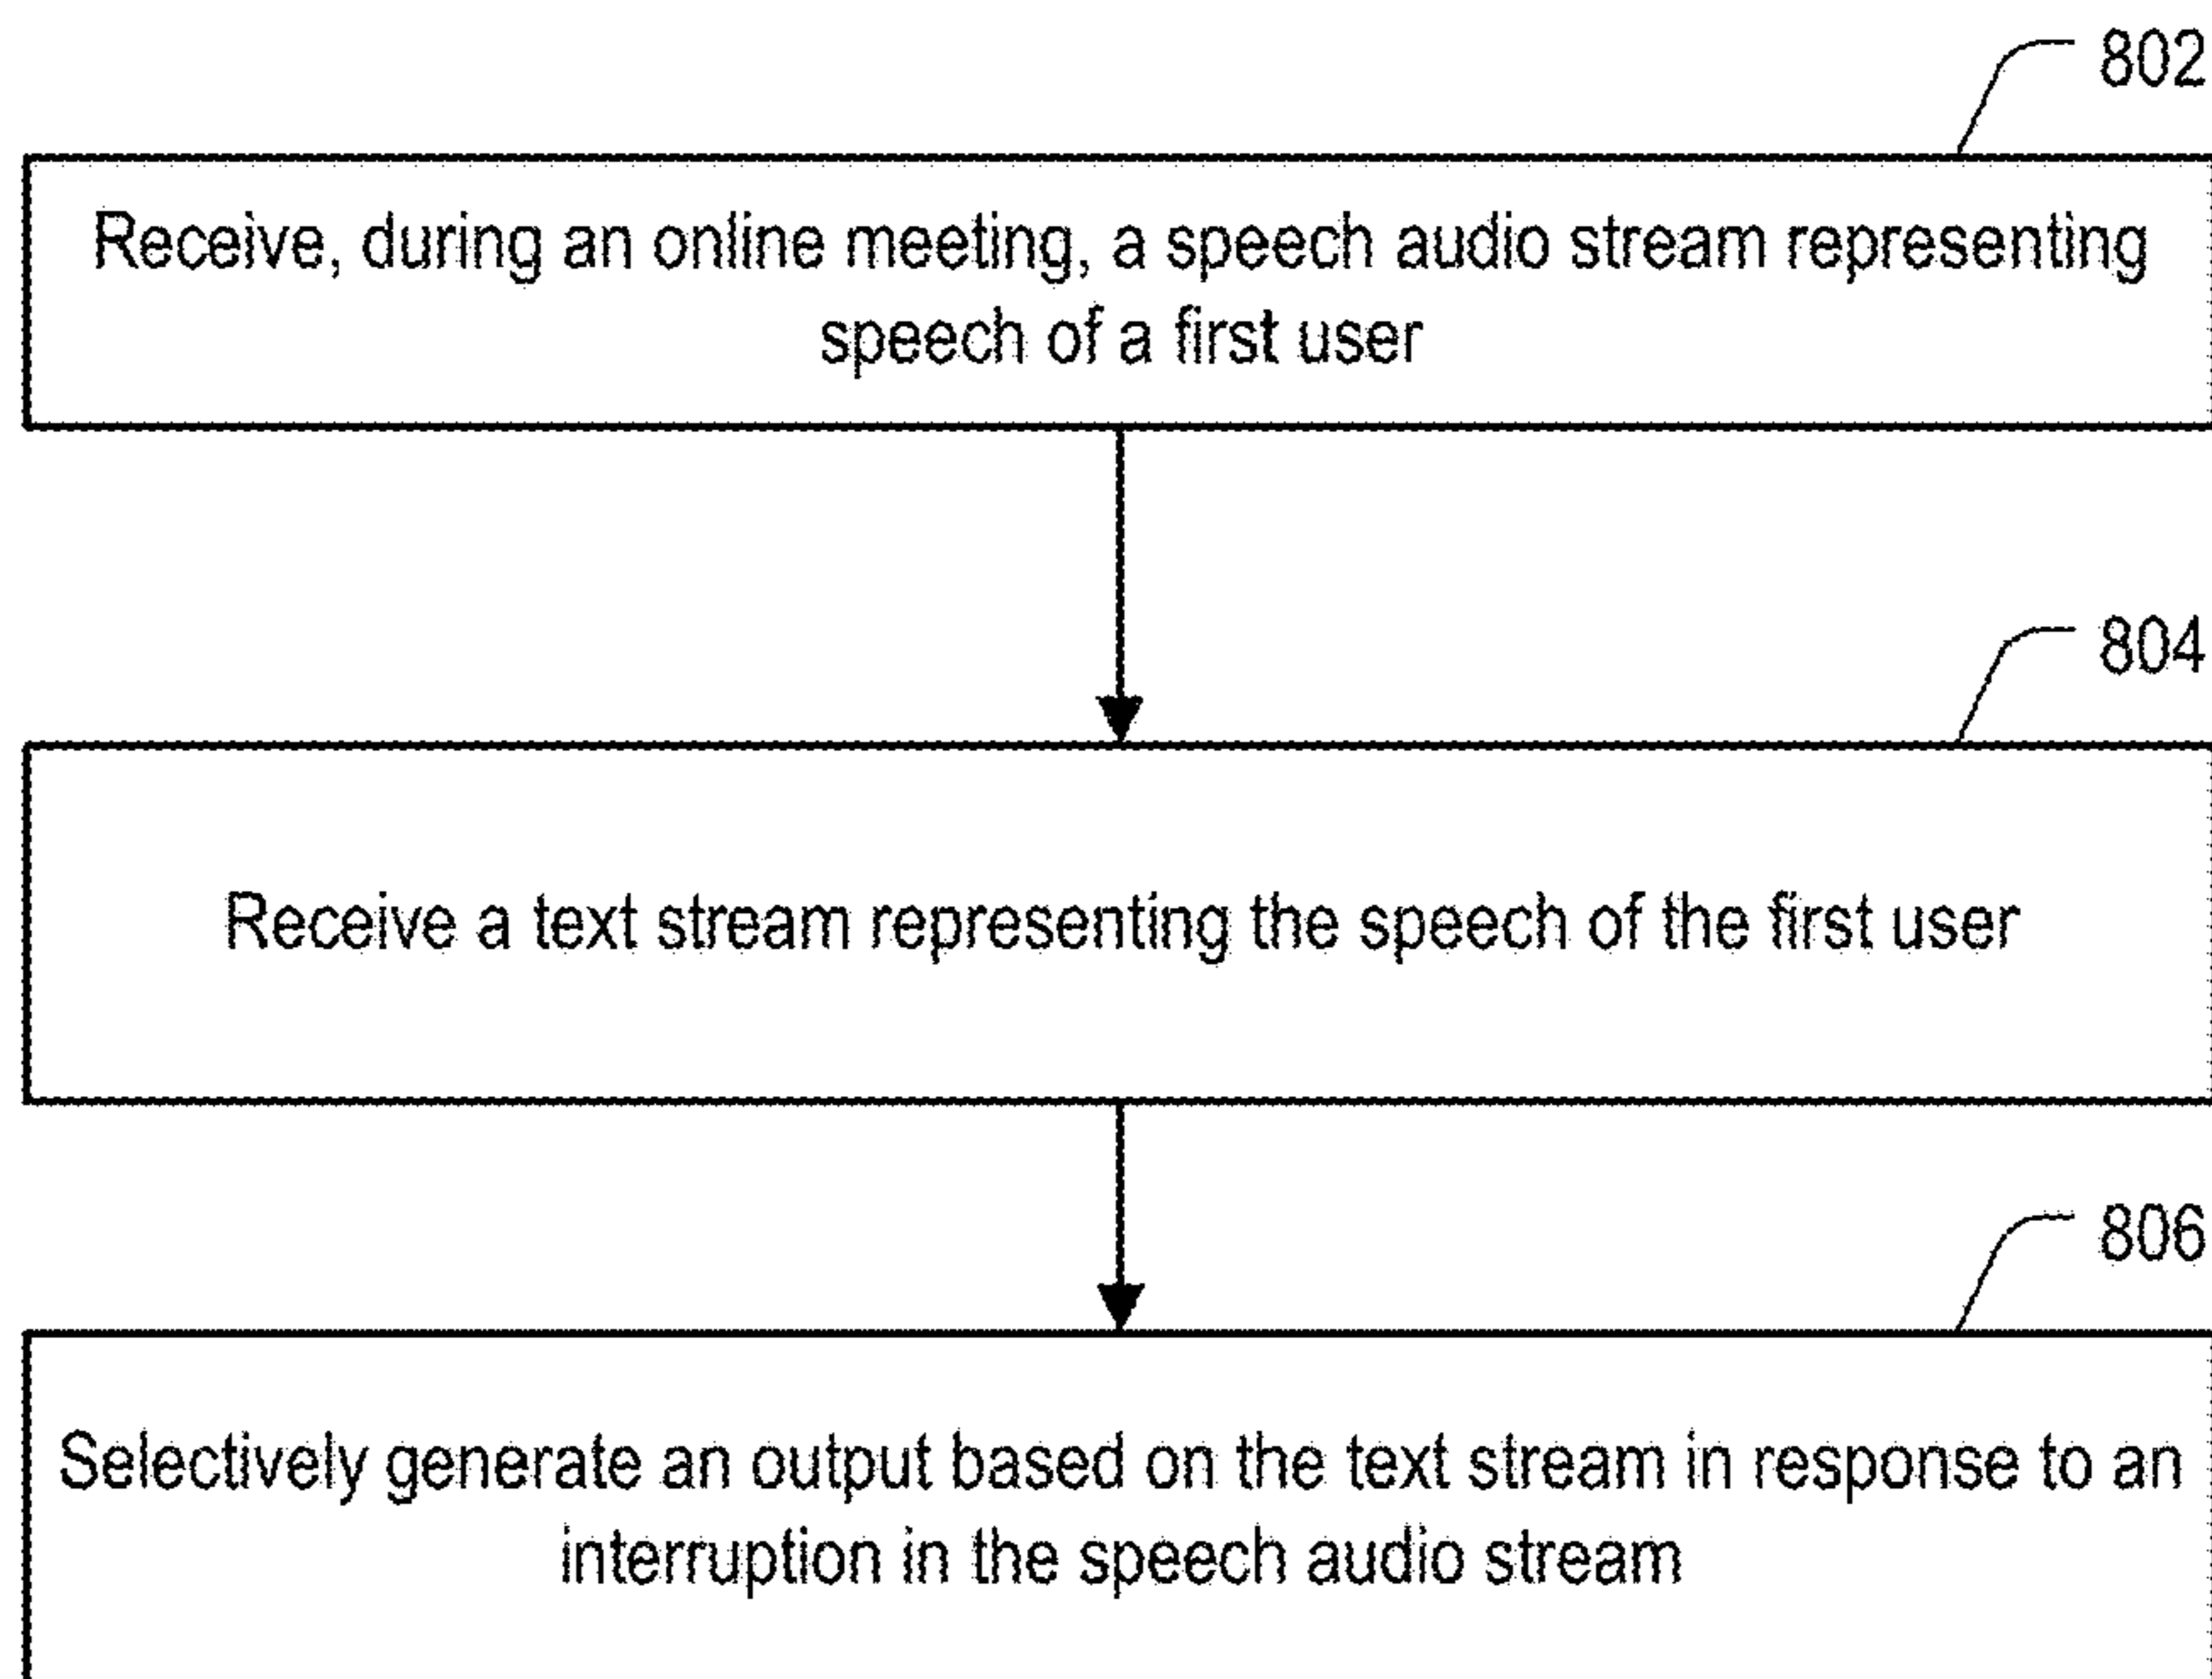 802
Receive, during an online meeting, a speech audio stream representing
speech of a first user
804
Receive a text stream representing the speech of the first user
806
Selectively generate an output based on the text stream in response to an
interruption in the speech audio stream